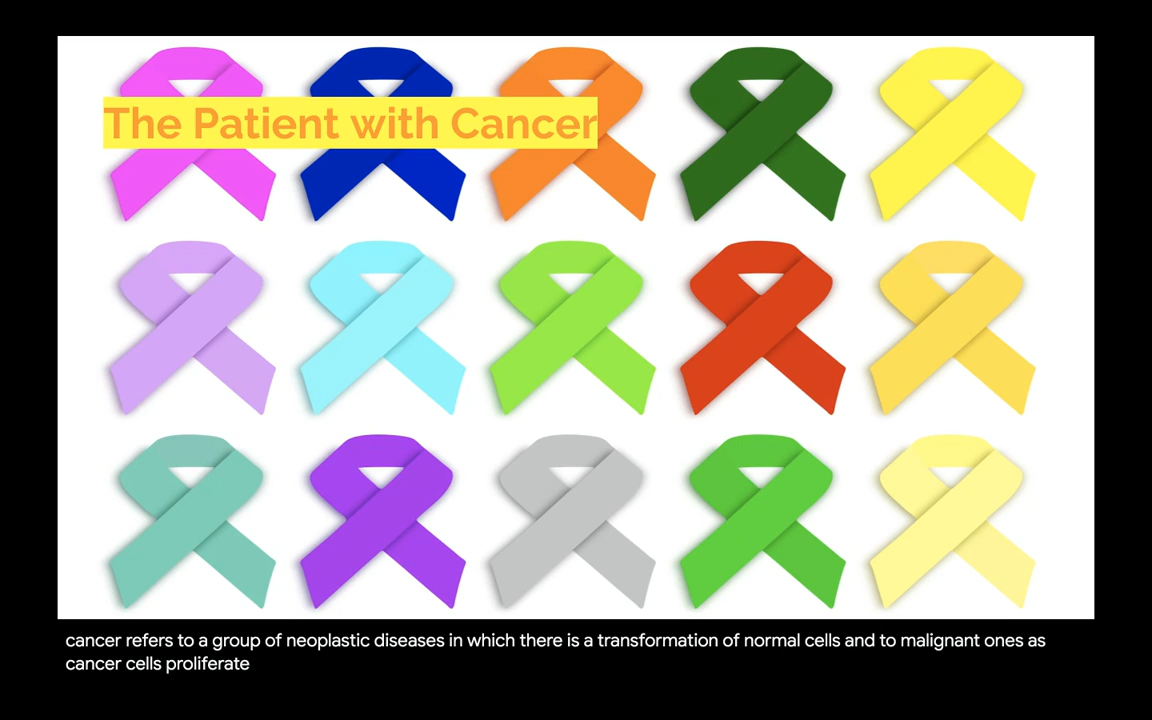 The Patient with Cancer
cancer refers to a group of neoplastic diseases in which there is a transformation of normal cells and to malignant ones as
cancer cells proliferate